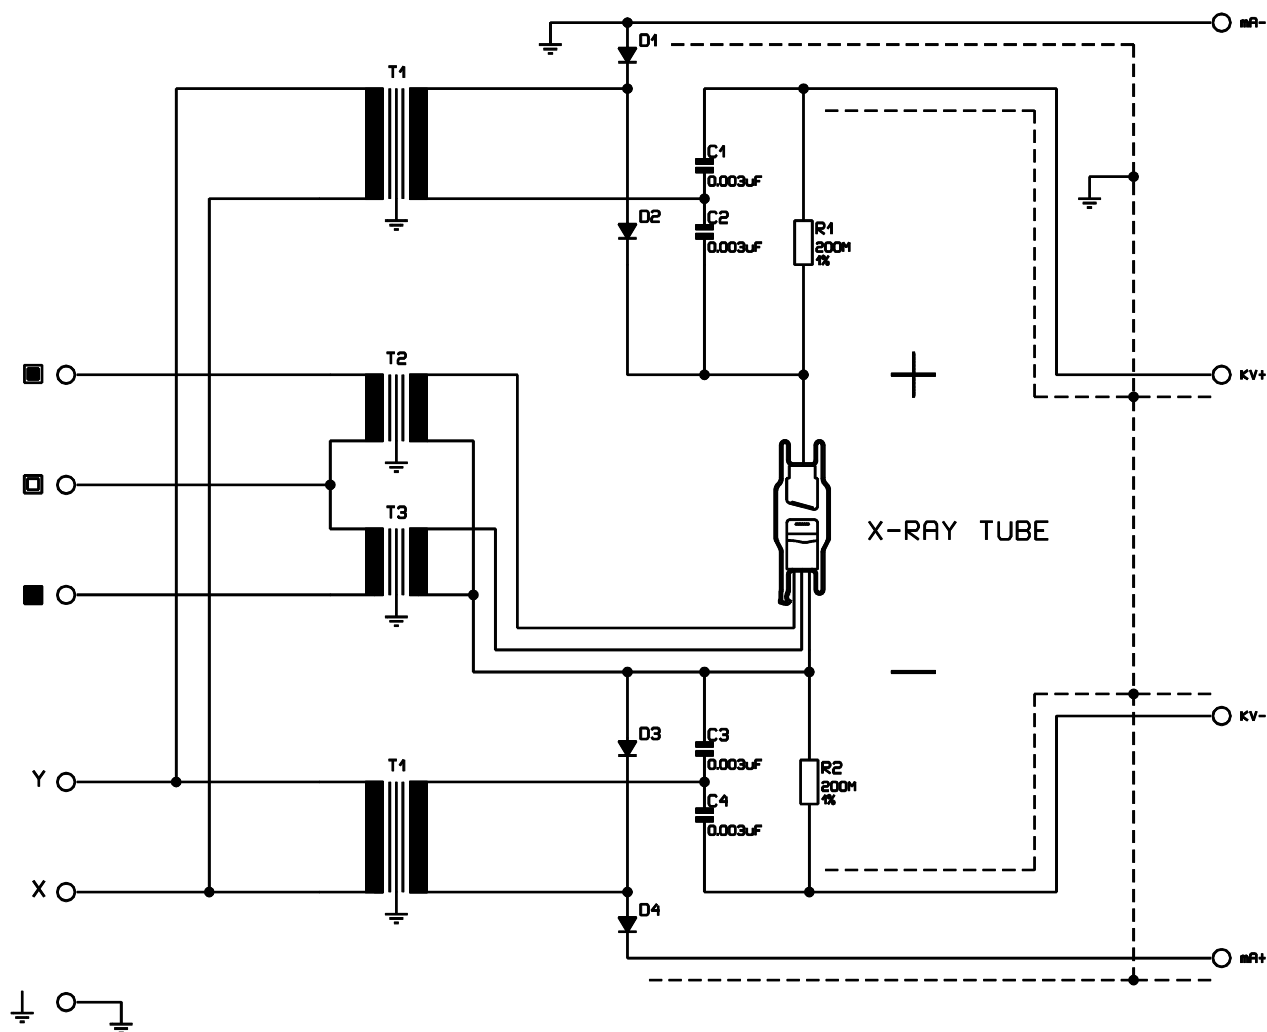 mA-
D1
T1
C1
0.003uF
D2
C2
0.003uF
R1
200M
1%
T2
+
KV+
T3
X-RAY TUBE
-
KV-
D3
C3
0.003uF
T1
R2
200M
1%
Y
C4
0.003uF
X
D4
mA+